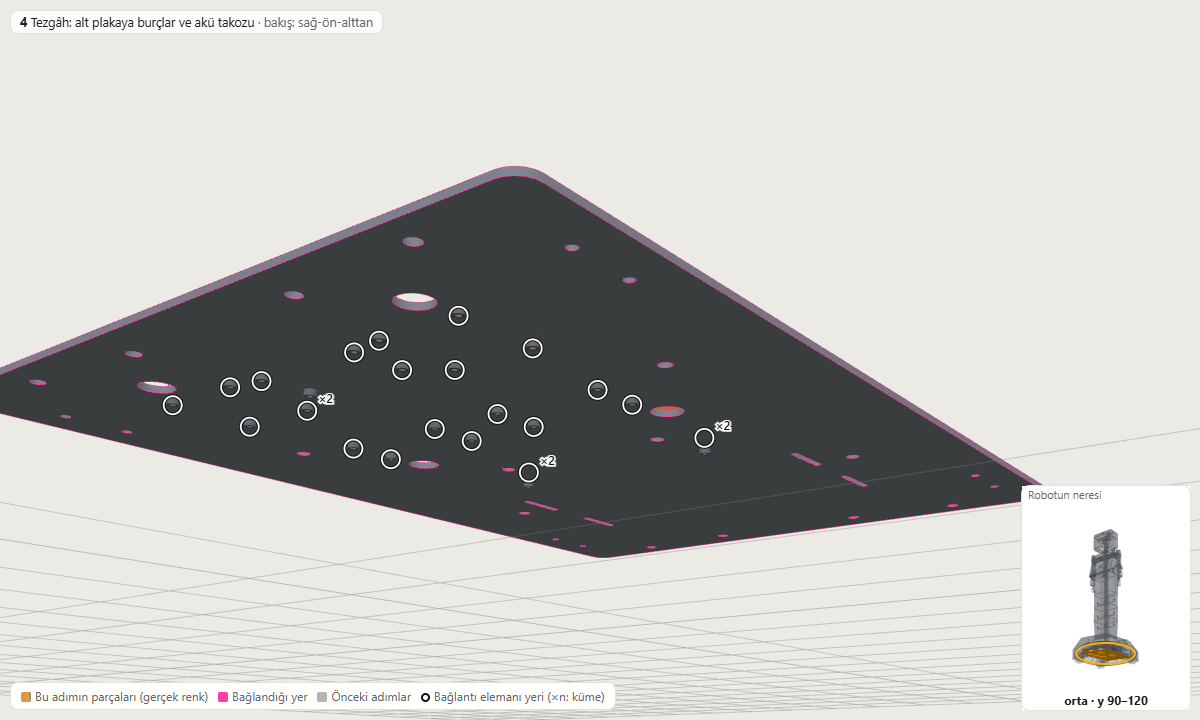 4 Tezgâh: alt plakaya burçlar ve akü takozu · bakış: sağ-ön-alttan
×2
×2
×2
Robotun neresi
orta · y 90–120
Bu adımın parçaları (gerçek renk) Bağlandığı yer Önceki adımlar Bağlantı elemanı yeri (×n: küme)